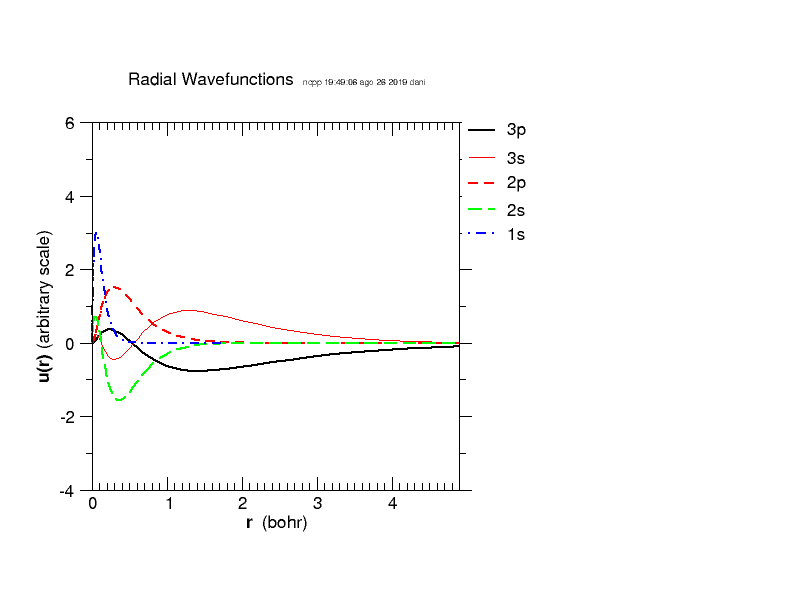 Radial Wavefunctions ncpp 19:49:06 ago 26 2019 dani
6
4
2
0
-2
-4
u(r) (arbitrary scale)
0 1 2 3 4
r (bohr)
3p
3s
2p
2s
1s